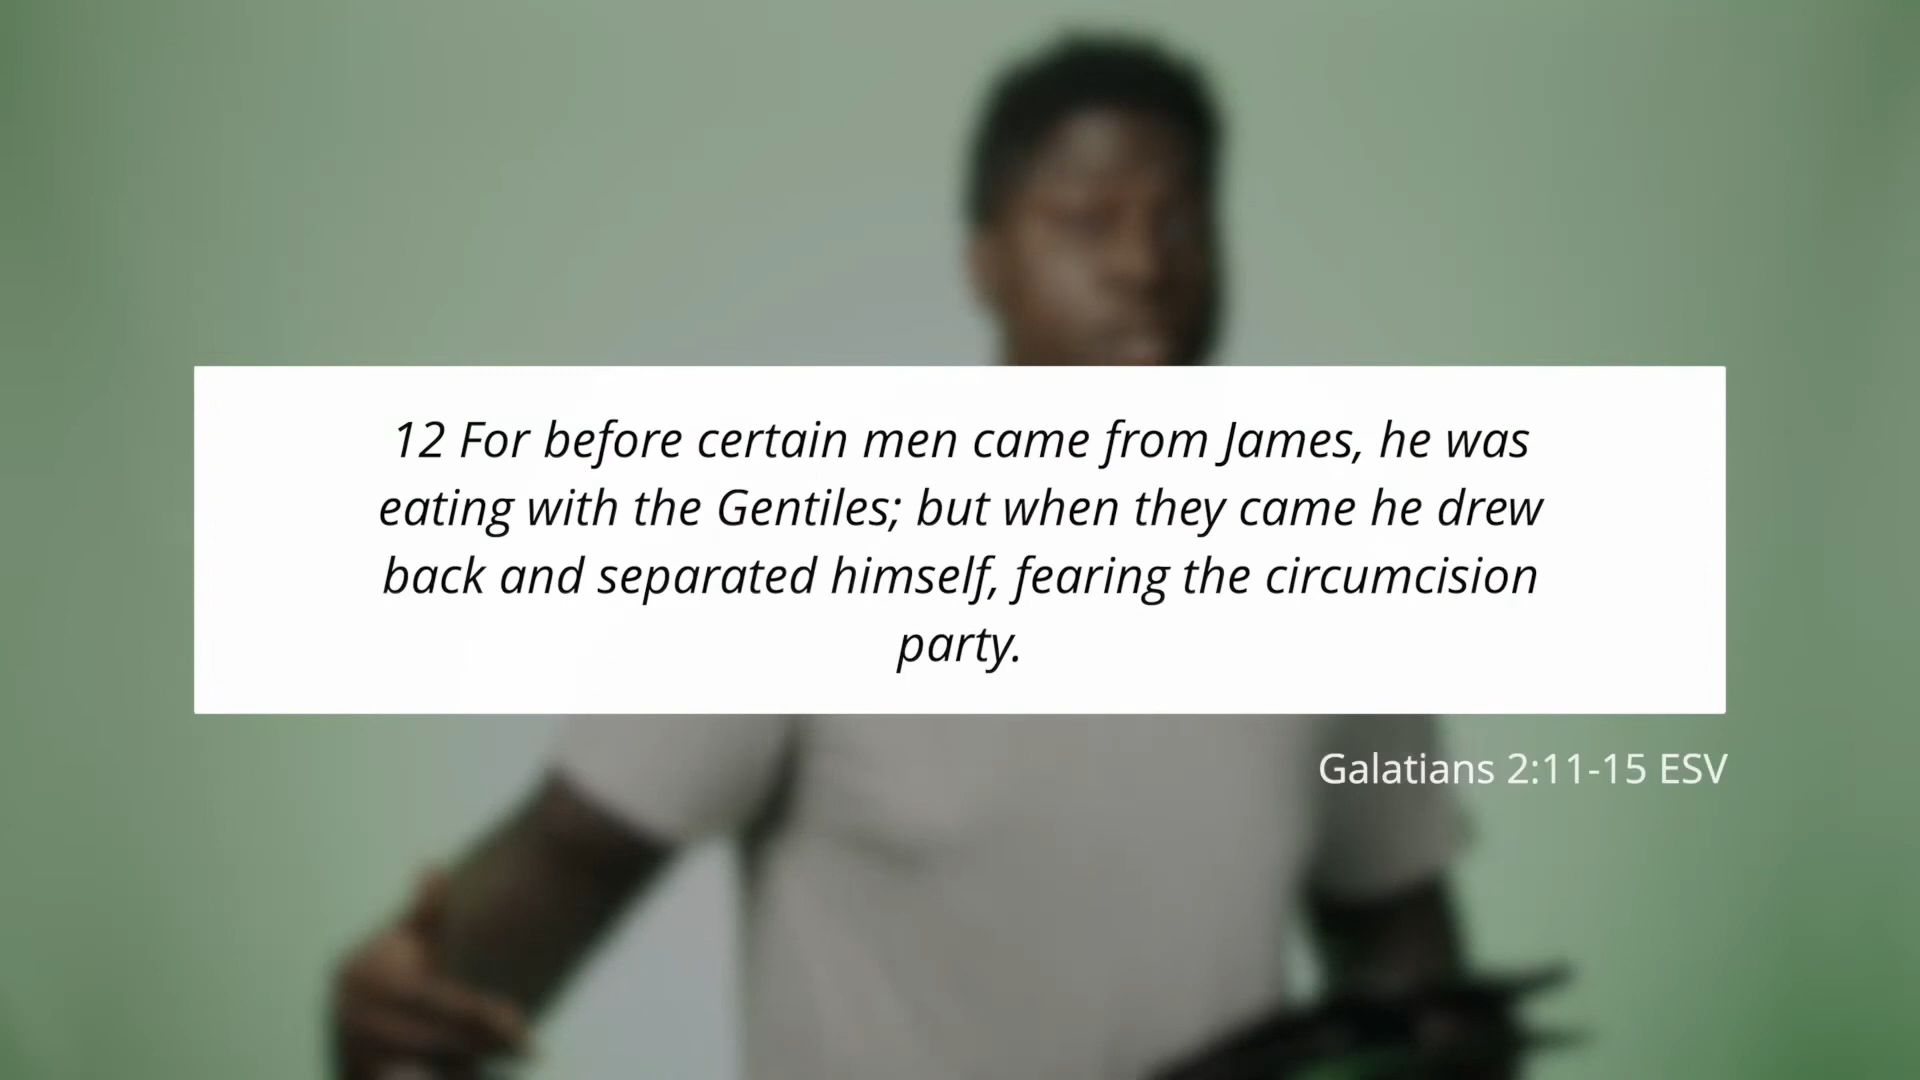 12 For before certain men came from James, he was
eating with the Gentiles; but when they came he drew
back and separated himself, fearing the circumcision
party.
Galatians 2:11-15 ESV